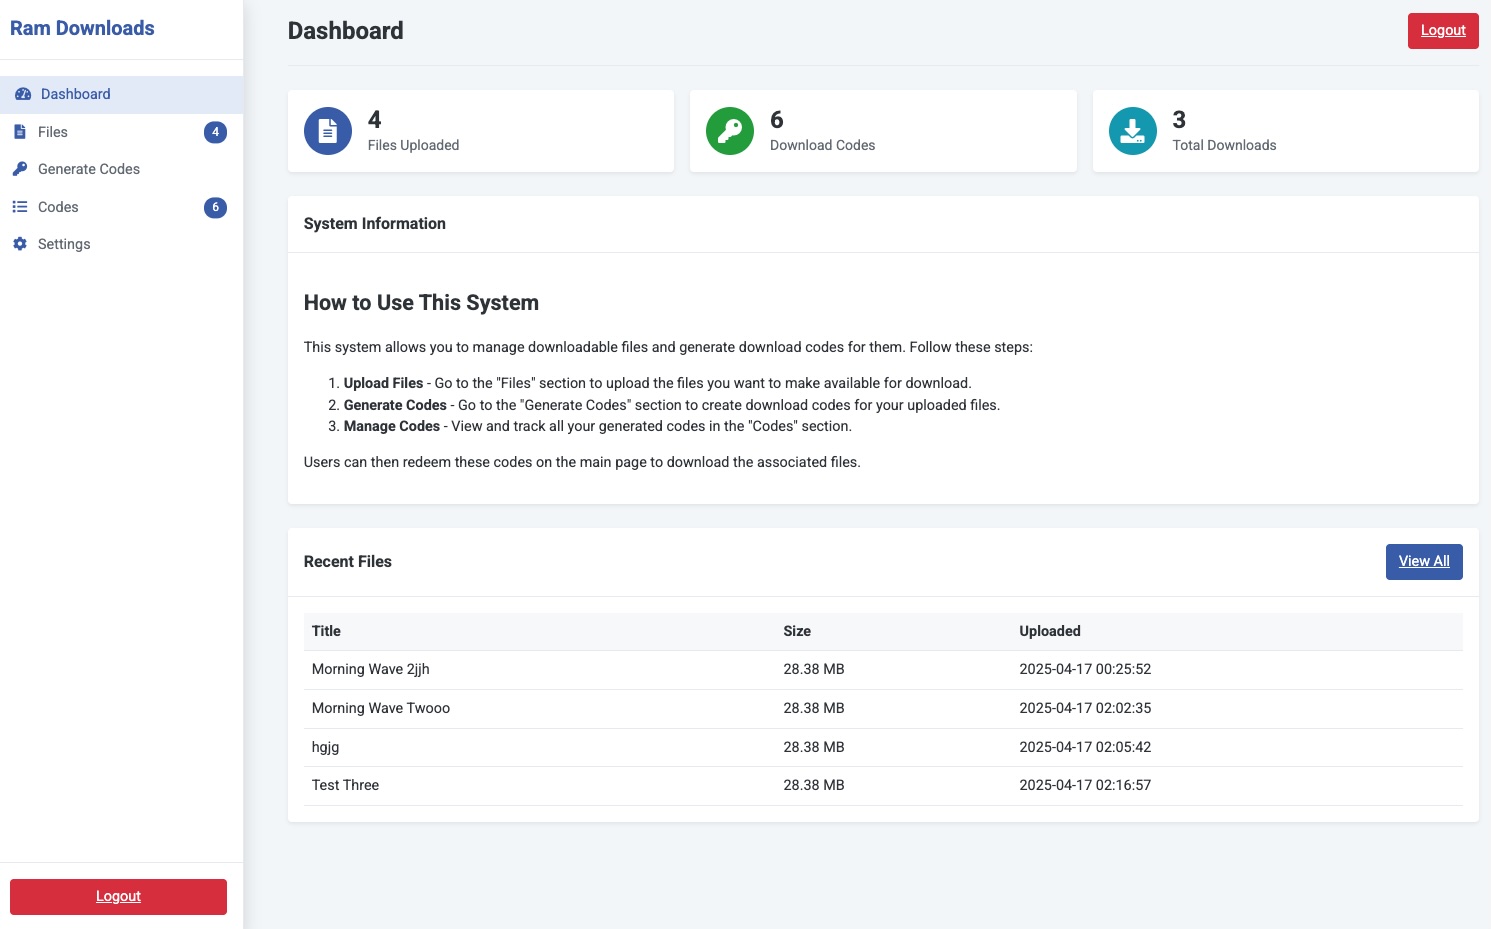 Ram Downloads
Dashboard
Files 4
Generate Codes
Codes 6
Settings
Logout
Dashboard
Logout
4
Files Uploaded
6
Download Codes
3
Total Downloads
System Information
How to Use This System
This system allows you to manage downloadable files and generate download codes for them. Follow these steps:
1. Upload Files - Go to the "Files" section to upload the files you want to make available for download.
2. Generate Codes - Go to the "Generate Codes" section to create download codes for your uploaded files.
3. Manage Codes - View and track all your generated codes in the "Codes" section.
Users can then redeem these codes on the main page to download the associated files.
Recent Files
View All
Title Size Uploaded
Morning Wave 2jjh 28.38 MB 2025-04-17 00:25:52
Morning Wave Twooo 28.38 MB 2025-04-17 02:02:35
hgjg 28.38 MB 2025-04-17 02:05:42
Test Three 28.38 MB 2025-04-17 02:16:57